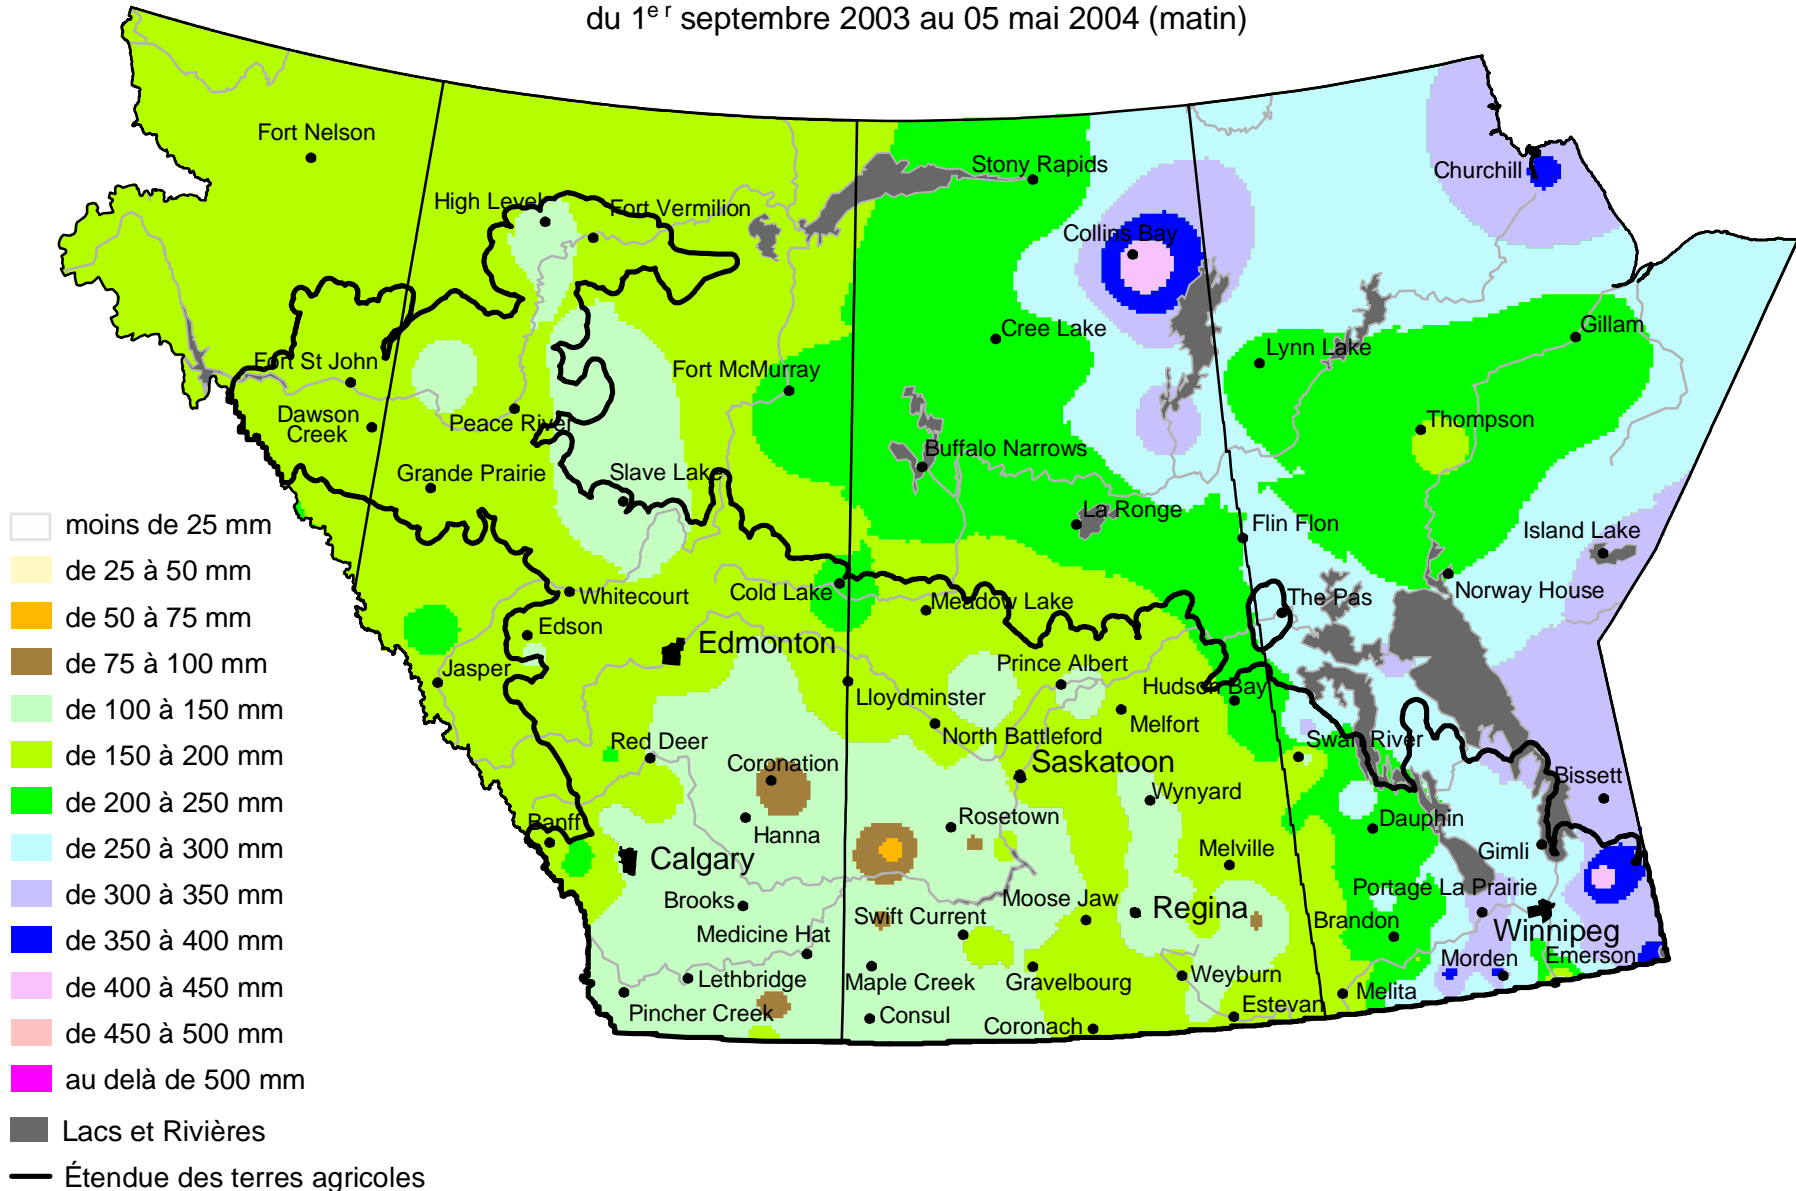 du 1er septembre 2003 au 05 mai 2004 (matin)
Fort Nelson
Stony Rapids
Churchill
High Level
Fort Vermilion
Collins Bay
Cree Lake
Gillam
Lynn Lake
Fort St John
Fort McMurray
Dawson
Creek
Peace River
Thompson
Buffalo Narrows
Grande Prairie
Slave Lake
La Ronge
Flin Flon
Island Lake
Cold Lake
Whitecourt
Meadow Lake
The Pas
Norway House
Edson
Edmonton
Jasper
Prince Albert
Hudson Bay
Lloydminster
Melfort
North Battleford
Red Deer
Swan River
Coronation
Saskatoon
Bissett
Wynyard
Banff
Hanna
Rosetown
Dauphin
Calgary
Melville
Gimli
Brooks
Portage La Prairie
Moose Jaw
Regina
Swift Current
Brandon
Winnipeg
Medicine Hat
Morden
Emerson
Lethbridge
Maple Creek
Gravelbourg
Weyburn
Melita
Pincher Creek
Consul
Coronach
Estevan
moins de 25 mm
de 25 à 50 mm
de 50 à 75 mm
de 75 à 100 mm
de 100 à 150 mm
de 150 à 200 mm
de 200 à 250 mm
de 250 à 300 mm
de 300 à 350 mm
de 350 à 400 mm
de 400 à 450 mm
de 450 à 500 mm
au delà de 500 mm
Lacs et Rivières
Étendue des terres agricoles